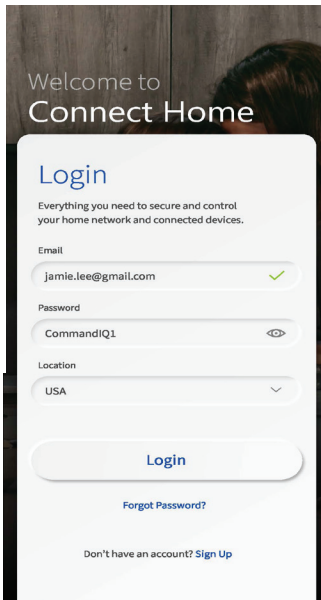 Welcome to
Connect Home
Login
Everything you need to secure and control
your home network and connected devices.
Email
jamie.lee@gmail.com
Password
CommandIQ1
Location
USA
Login
Forgot Password?
Don't have an account? Sign Up